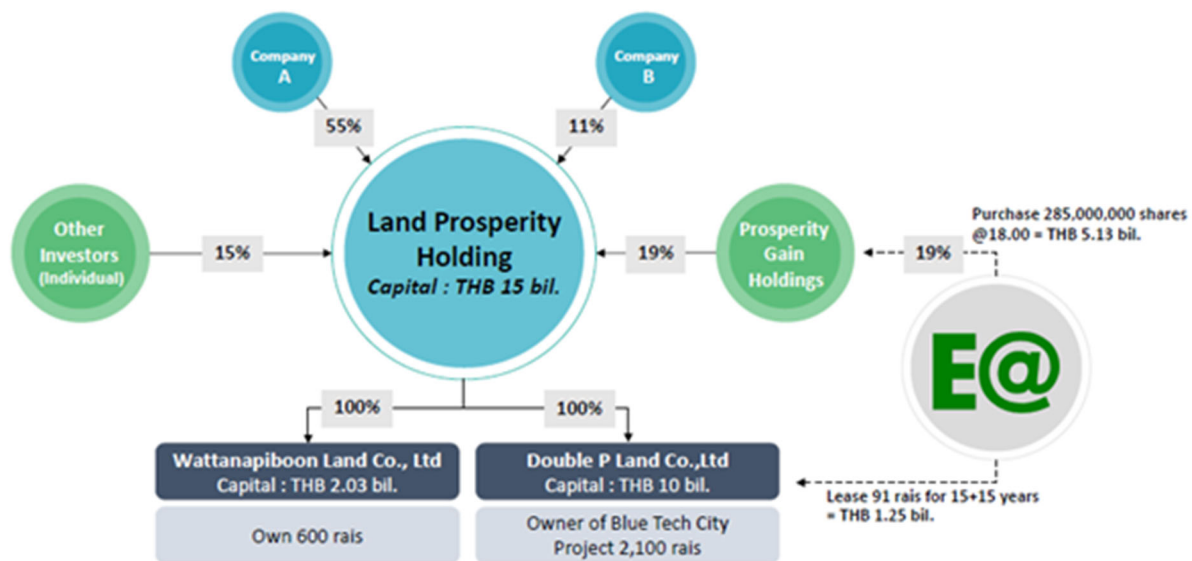 Company
A
Company
B
55%
11%
Other
Investors
(Individual)
15%
Land Prosperity
Holding
Capital : THB 15 bil.
19%
Prosperity
Gain
Holdings
Purchase 285,000,000 shares
@18.00 = THB 5.13 bil.
19%
E@
100%
100%
Wattanapiboon Land Co., Ltd
Capital : THB 2.03 bil.
Own 600 rais
Double P Land Co.,Ltd
Capital : THB 10 bil.
Owner of Blue Tech City
Project 2,100 rais
Lease 91 rais for 15+15 years
= THB 1.25 bil.